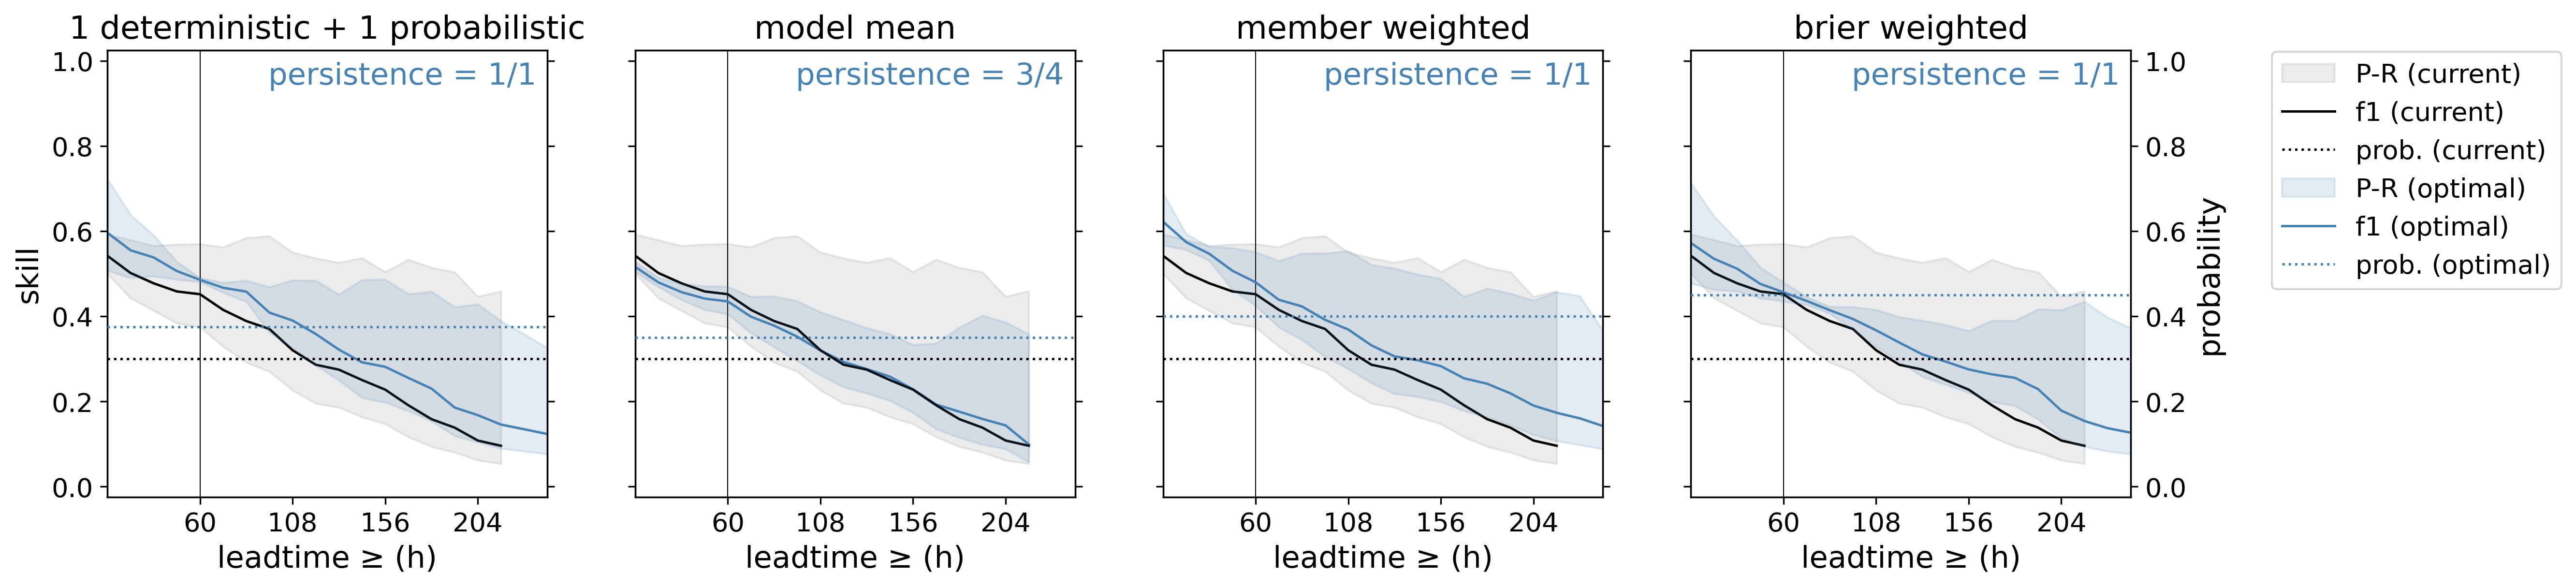 1 deterministic + 1 probabilistic
model mean
member weighted
brier weighted
persistence = 1/1
persistence = 3/4
persistence = 1/1
persistence = 1/1
skill
1.0
0.8
0.6
0.4
0.2
0.0
60 108 156 204
60 108 156 204
60 108 156 204
60 108 156 204
leadtime ≥ (h)
leadtime ≥ (h)
leadtime ≥ (h)
leadtime ≥ (h)
1.0
0.8
0.6
0.4
0.2
0.0
probability
P-R (current)
f1 (current)
prob. (current)
P-R (optimal)
f1 (optimal)
prob. (optimal)